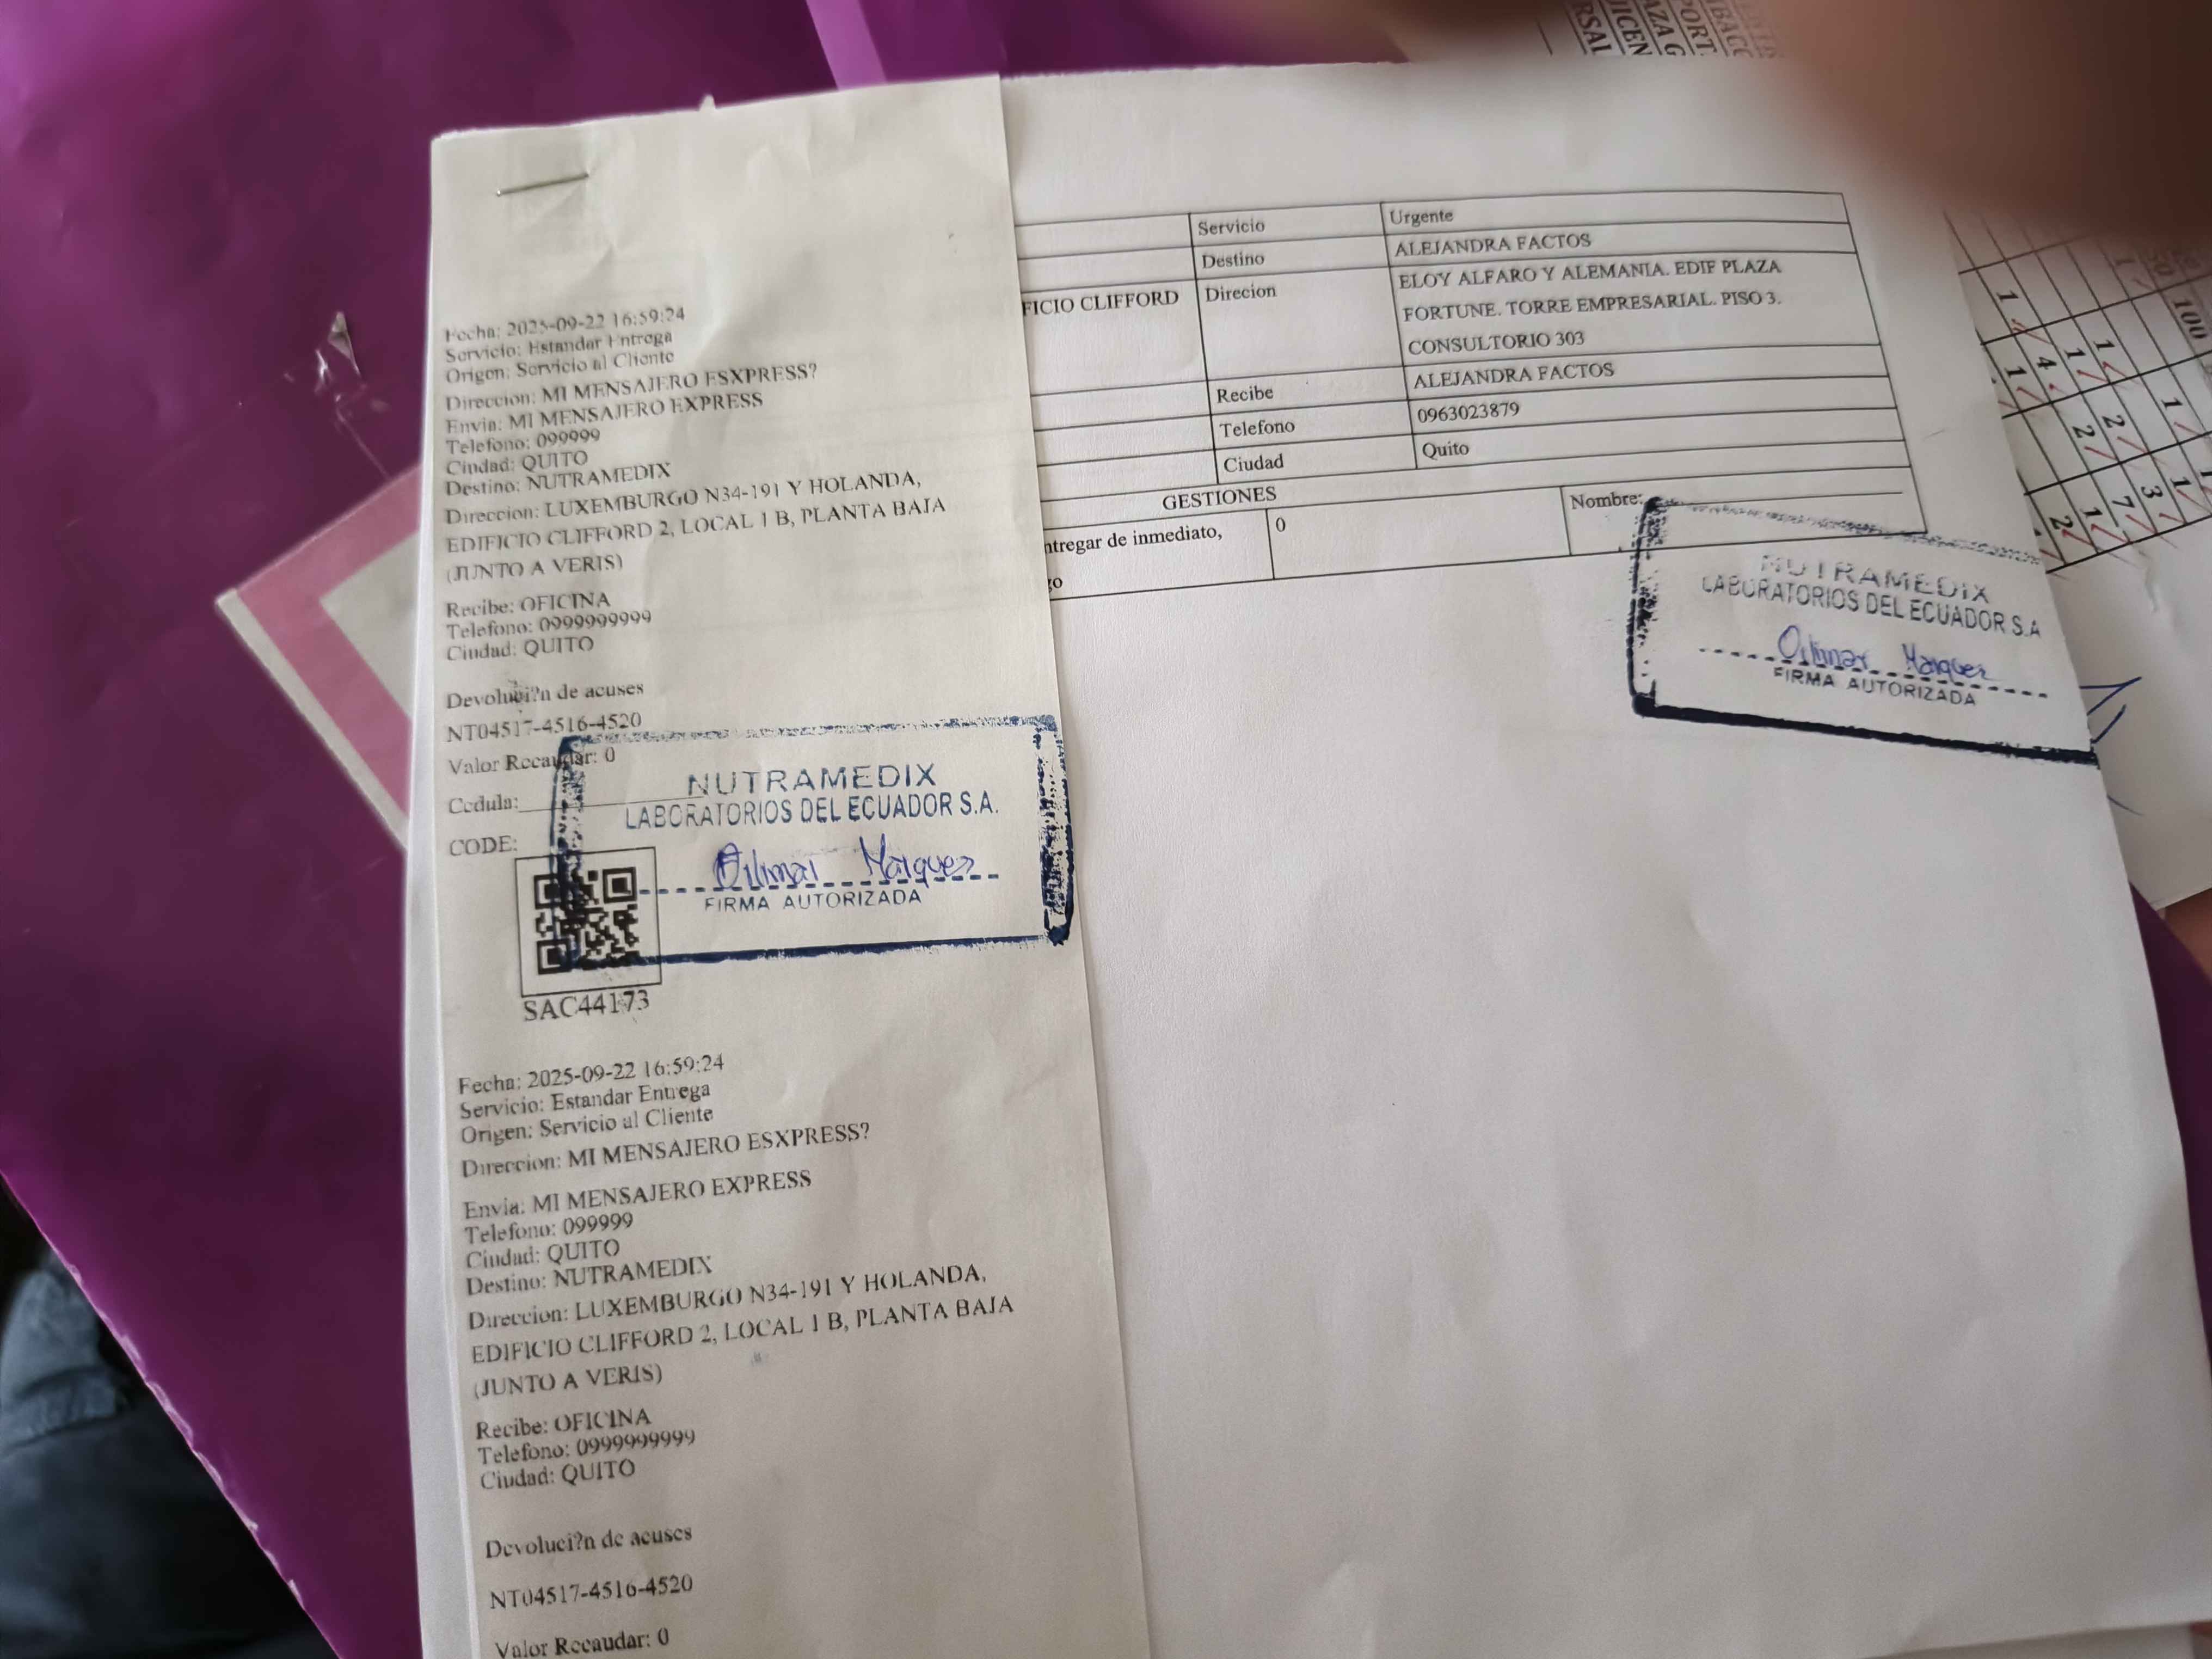 Fecha: 2025-09-22 16:59:24
Servicio: Estandar Entrega
Origen: Servicio al Cliente
Direccion: MI MENSAJERO ESXPRESS?
Envia: MI MENSAJERO EXPRESS
Telefono: 099999
Ciudad: QUITO
Destino: NUTRAMEDIX
Direccion: LUXEMBURGO N34-191 Y HOLANDA,
EDIFICIO CLIFFORD 2, LOCAL 1 B, PLANTA BAJA
(JUNTO A VERIS)
Recibe: OFICINA
Telefono: 0999999999
Ciudad: QUITO
Devoluci?n de acuses
NT04517-4516-4520
Valor Recaudar: 0
Cedula:
CODE:
NUTRAMEDIX
LABORATORIOS DEL ECUADOR S.A.
Oilimar Marquez
FIRMA AUTORIZADA
SAC44173
Fecha: 2025-09-22 16:59:24
Servicio: Estandar Entrega
Origen: Servicio al Cliente
Direccion: MI MENSAJERO ESXPRESS?
Envia: MI MENSAJERO EXPRESS
Telefono: 099999
Ciudad: QUITO
Destino: NUTRAMEDIX
Direccion: LUXEMBURGO N34-191 Y HOLANDA,
EDIFICIO CLIFFORD 2, LOCAL 1 B, PLANTA BAJA
(JUNTO A VERIS)
Recibe: OFICINA
Telefono: 0999999999
Ciudad: QUITO
Devoluci?n de acuses
NT04517-4516-4520
Valor Recaudar: 0
Servicio Urgente
Destino ALEJANDRA FACTOS
FICIO CLIFFORD Direcion ELOY ALFARO Y ALEMANIA. EDIF PLAZA
FORTUNE. TORRE EMPRESARIAL. PISO 3.
CONSULTORIO 303
Recibe ALEJANDRA FACTOS
Telefono 0963023879
Ciudad Quito
GESTIONES
ntregar de inmediato, 0 Nombre:
go
NUTRAMEDIX
LABORATORIOS DEL ECUADOR S.A
Oilimar Marquez
FIRMA AUTORIZADA